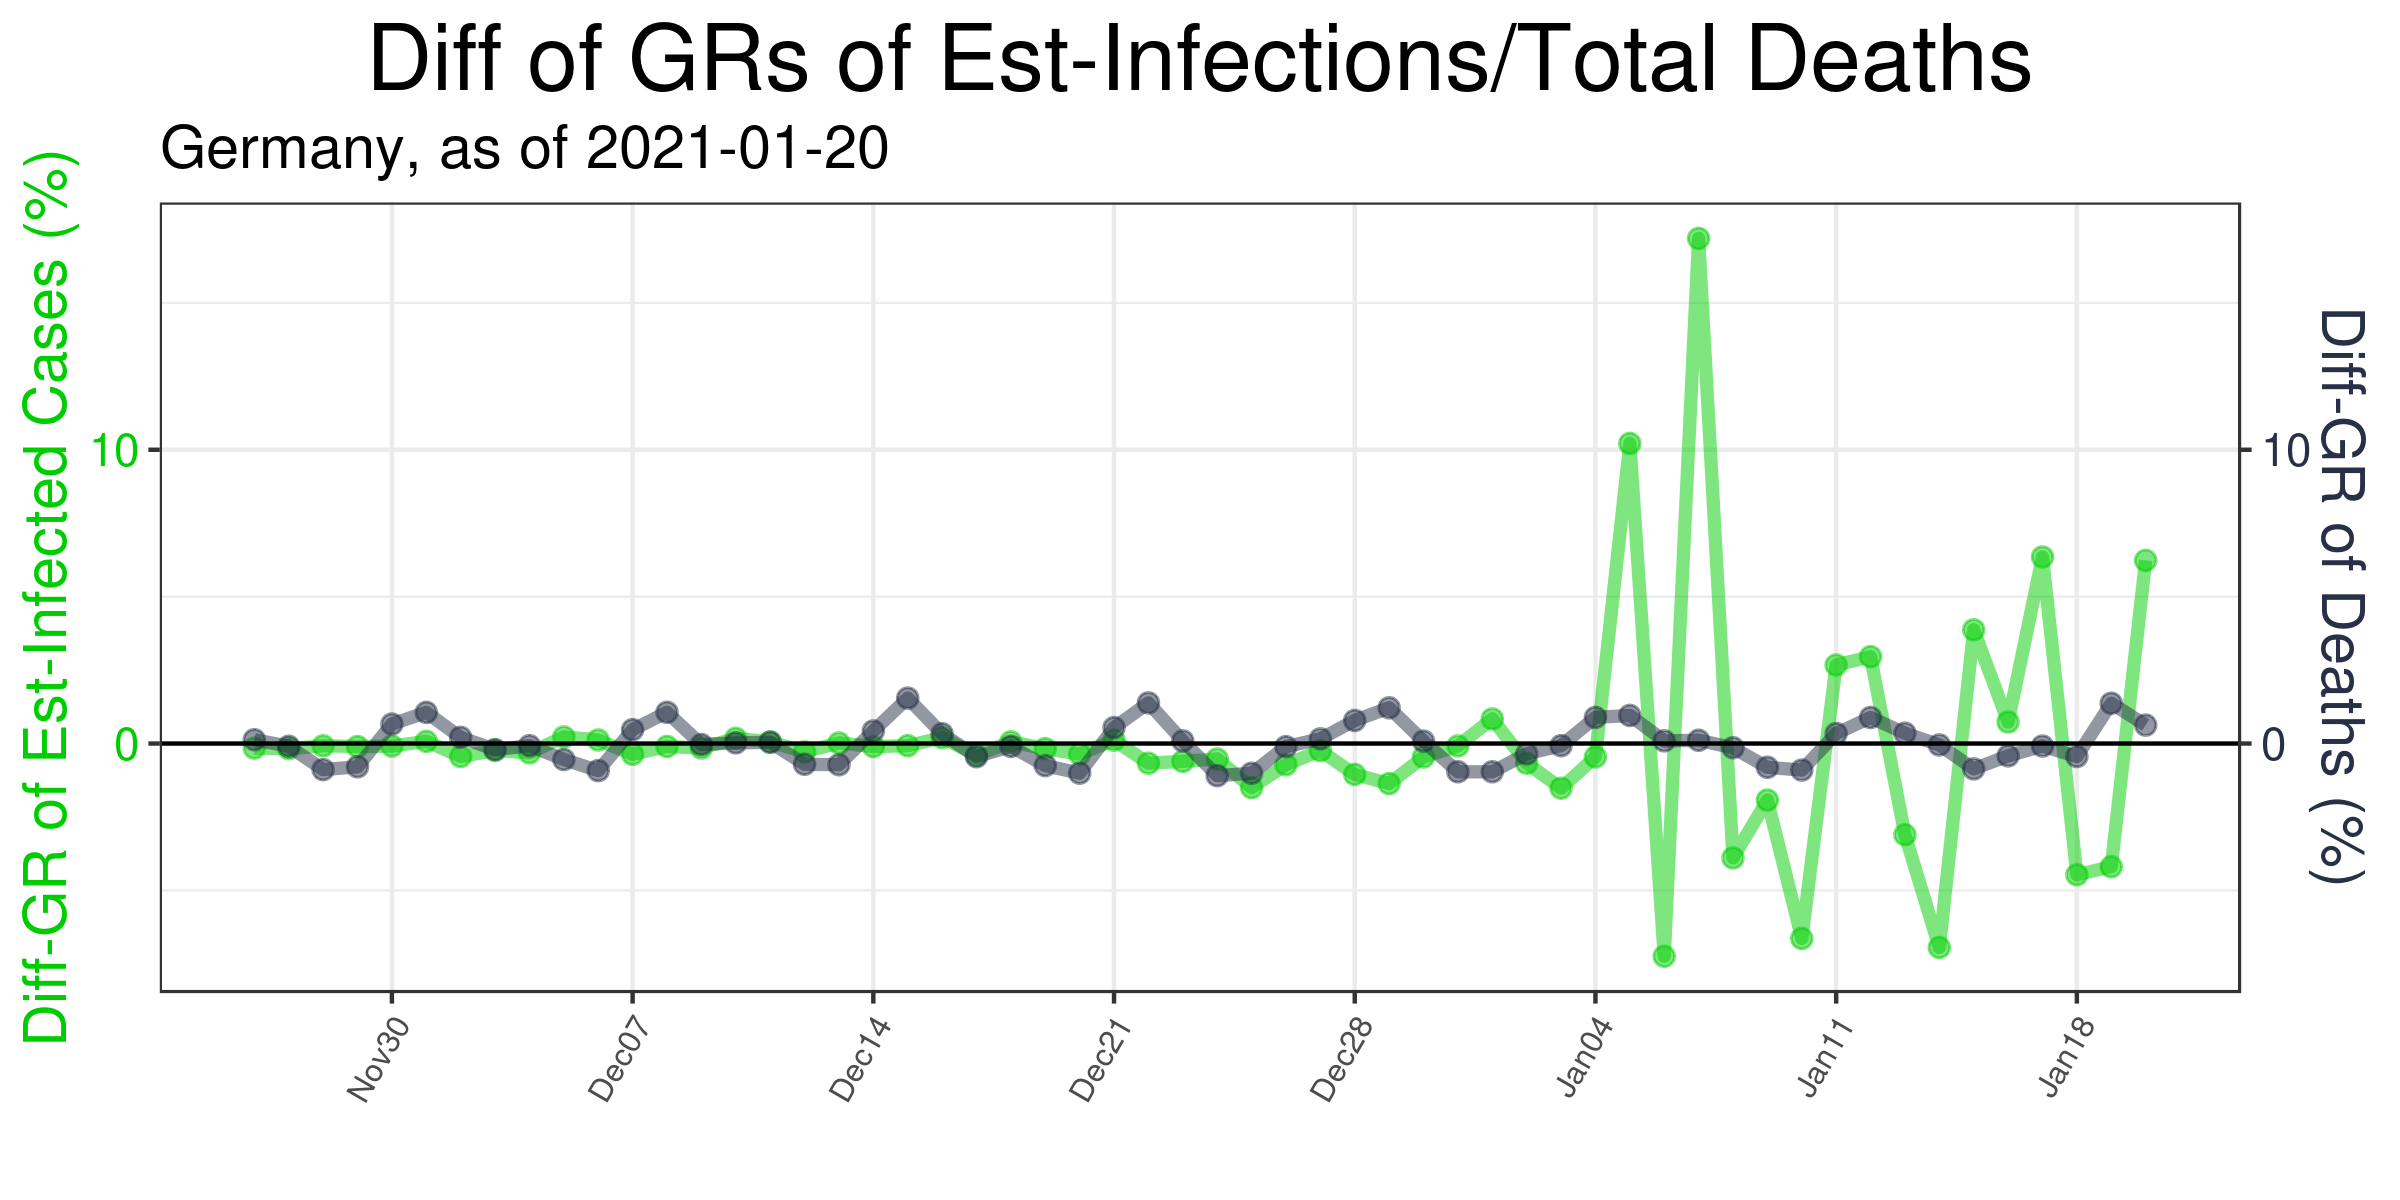 Diff of GRs of Est-Infections/Total Deaths
Germany, as of 2021-01-20
Diff-GR of Est-Infected Cases (%)
10
0
10
0
Diff-GR of Deaths (%)
Nov30
Dec07
Dec14
Dec21
Dec28
Jan04
Jan11
Jan18